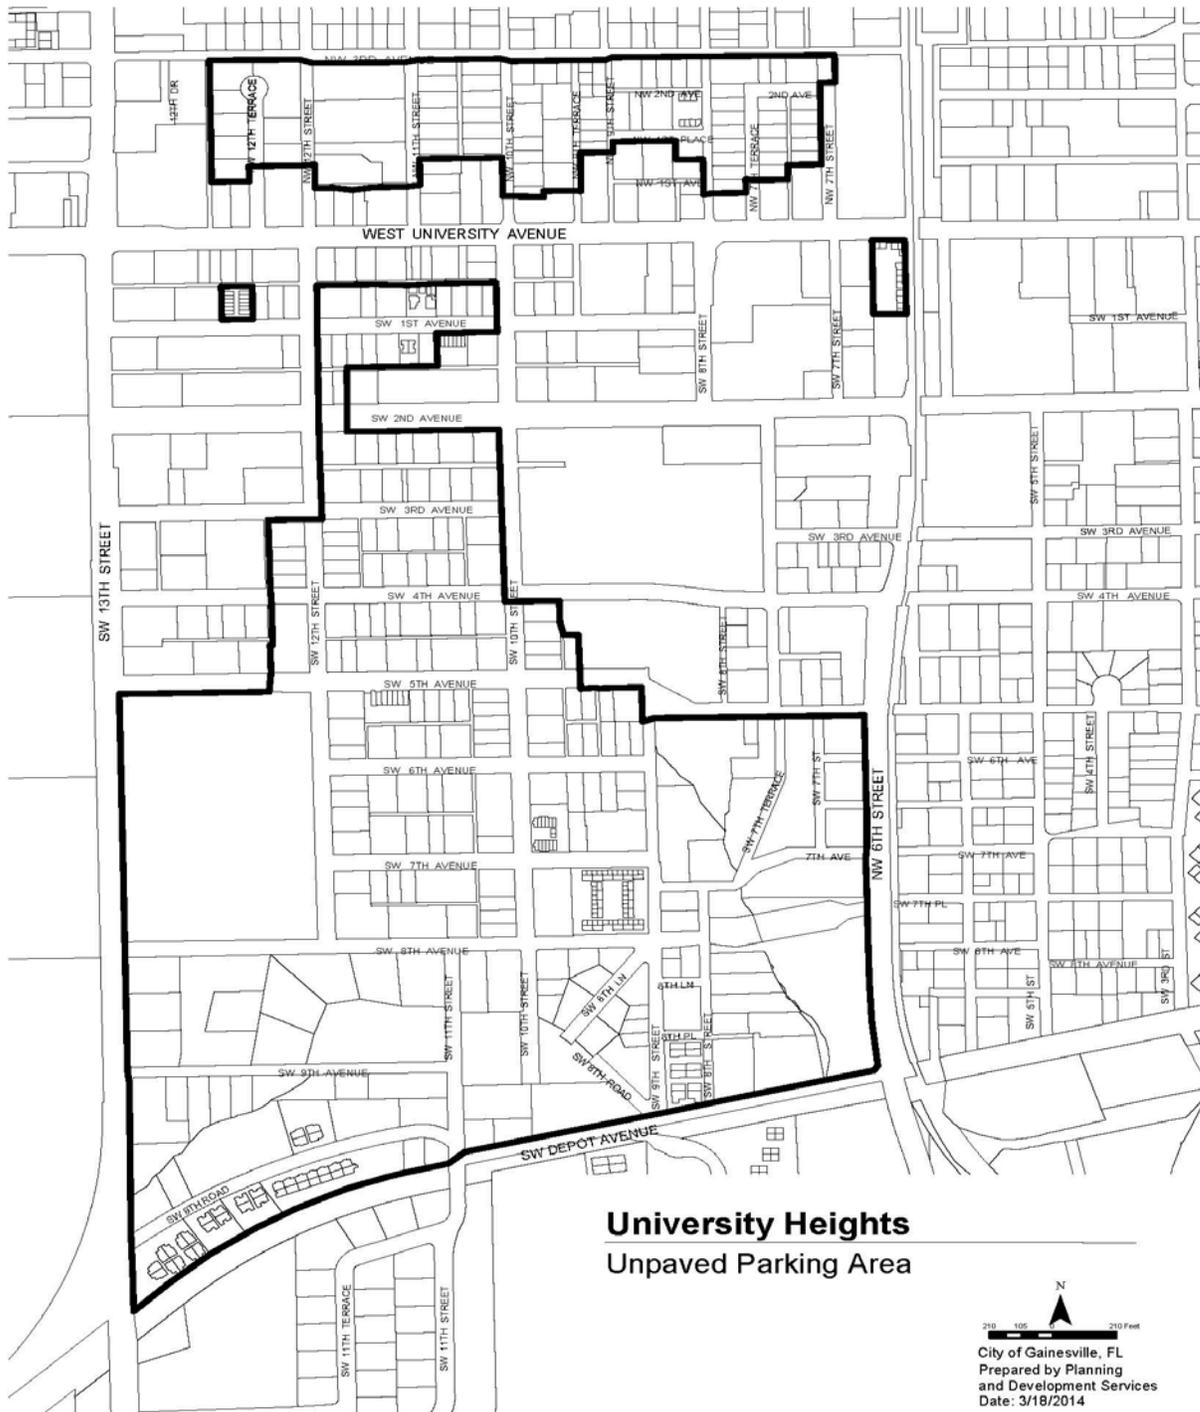 NW 3RD AVENUE
12TH DR
12TH TERRACE
NW 12TH STREET
NW 11TH STREET
NW 10TH STREET
TERRACE
NW 9TH STREET
NW 2ND AVE
2ND AVE
NW 1ST PLACE
NW 1ST AVE
NW 7TH TERRACE
NW 7TH STREET
WEST UNIVERSITY AVENUE
SW 1ST AVENUE
SW 8TH STREET
SW 7TH STREET
SW 1ST AVENUE
SW 2ND AVENUE
SW 5TH STREET
SW 3RD AVENUE
SW 3RD AVENUE
SW 3RD AVENUE
SW 13TH STREET
SW 12TH STREET
SW 4TH AVENUE
SW 10TH STREET
SW 8TH STREET
SW 4TH AVENUE
SW 5TH AVENUE
SW 6TH AVENUE
SW 7TH TERRACE
SW 7TH ST
NW 6TH STREET
SW 6TH AVE
SW 4TH STREET
SW 7TH AVENUE
7TH AVE
SW 7TH AVE
SW 7TH PL
SW 8TH AVENUE
SW 8TH AVE
SW 8TH AVENUE
SW 11TH STREET
SW 10TH STREET
SW 8TH LN
8TH LN
SW 5TH ST
SW 3RD ST
8TH PL
SW 9TH STREET
SW 8TH STREET
SW 9TH AVENUE
SW 8TH ROAD
SW DEPOT AVENUE
SW 9TH ROAD
SW 11TH TERRACE
SW 11TH STREET
University Heights
Unpaved Parking Area
N
210 105 0 210 Feet
City of Gainesville, FL
Prepared by Planning
and Development Services
Date: 3/18/2014